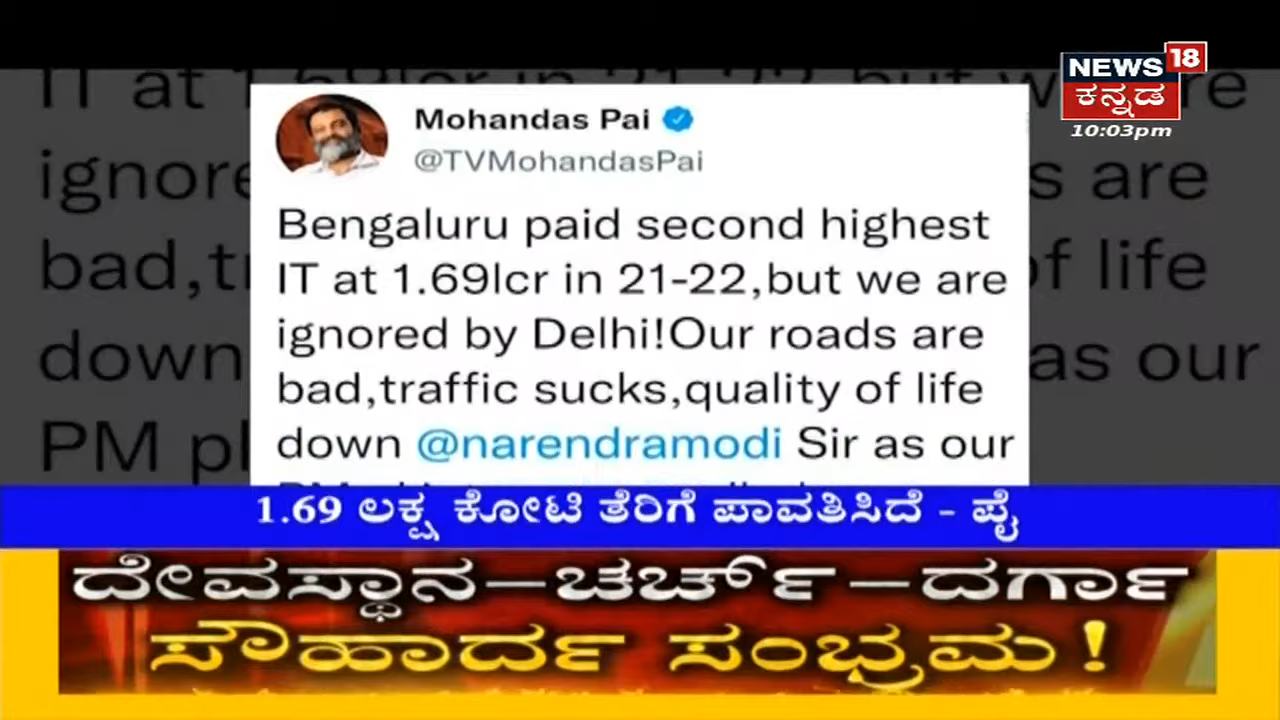 NEWS 18
ಕನ್ನಡ
10:03pm
Mohandas Pai
@TVMohandasPai
Bengaluru paid second highest
IT at 1.69lcr in 21-22,but we are
ignored by Delhi!Our roads are
bad,traffic sucks,quality of life
down @narendramodi Sir as our
1.69 ಲಕ್ಷ ಕೋಟಿ ತೆರಿಗೆ ಪಾವತಿಸಿದೆ - ಪೈ
ದೇವಸ್ಥಾನ–ಚರ್ಚ್–ದರ್ಗಾ
ಸೌಹಾರ್ದ ಸಂಭ್ರಮ!